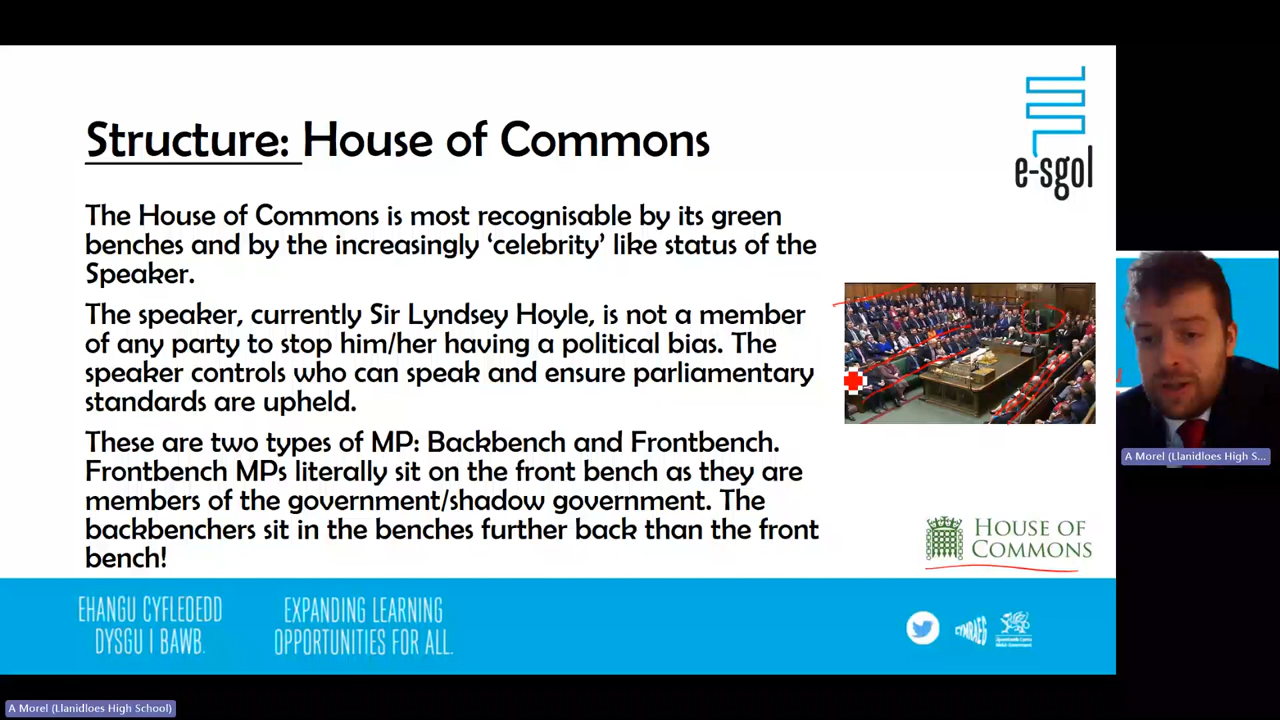 Structure: House of Commons
e-sgol
The House of Commons is most recognisable by its green
benches and by the increasingly ‘celebrity’ like status of the
Speaker.
The speaker, currently Sir Lyndsey Hoyle, is not a member
of any party to stop him/her having a political bias. The
speaker controls who can speak and ensure parliamentary
standards are upheld.
These are two types of MP: Backbench and Frontbench.
Frontbench MPs literally sit on the front bench as they are
members of the government/shadow government. The
backbenchers sit in the benches further back than the front
bench!
HOUSE OF
COMMONS
A Morel (Llanidloes High S...
EHANGU CYFLEOEDD
DYSGU I BAWB.
EXPANDING LEARNING
OPPORTUNITIES FOR ALL.
CYMRAEG
Llywodraeth Cymru
Welsh Government
A Morel (Llanidloes High School)